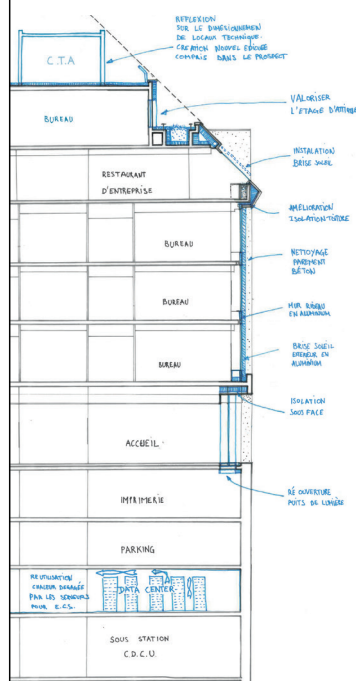 REFLEXION
SUR LE DIMENSIONNEMENT
DE LOCAUX TECHNIQUE.
CREATION NOUVEL EDICULE
COMPRIS DANS LE PROSPECT
C.T.A
BUREAU
VALORISER
L'ETAGE D'ATTIQUE
INSTALATION
BRISE SOLEIL
RESTAURANT
D'ENTREPRISE
AMELIORATION
ISOLATION TOITURE
BUREAU
NETTOYAGE
PAREMENT
BÉTON
BUREAU
MUR RIDEAU
EN ALUMINIUM
BUREAU
BRISE SOLEIL
EXTERIEUR EN
ALUMINIUM
ISOLATION
SOUS FACE
ACCUEIL
RÉ OUVERTURE
PUITS DE LUMIÈRE
IMPRIMERIE
PARKING
REUTILISATION
CHALEUR DEGAGÉE
PAR LES SERVEURS
POUR E.C.S.
DATA CENTER
SOUS STATION
C.D.C.U.